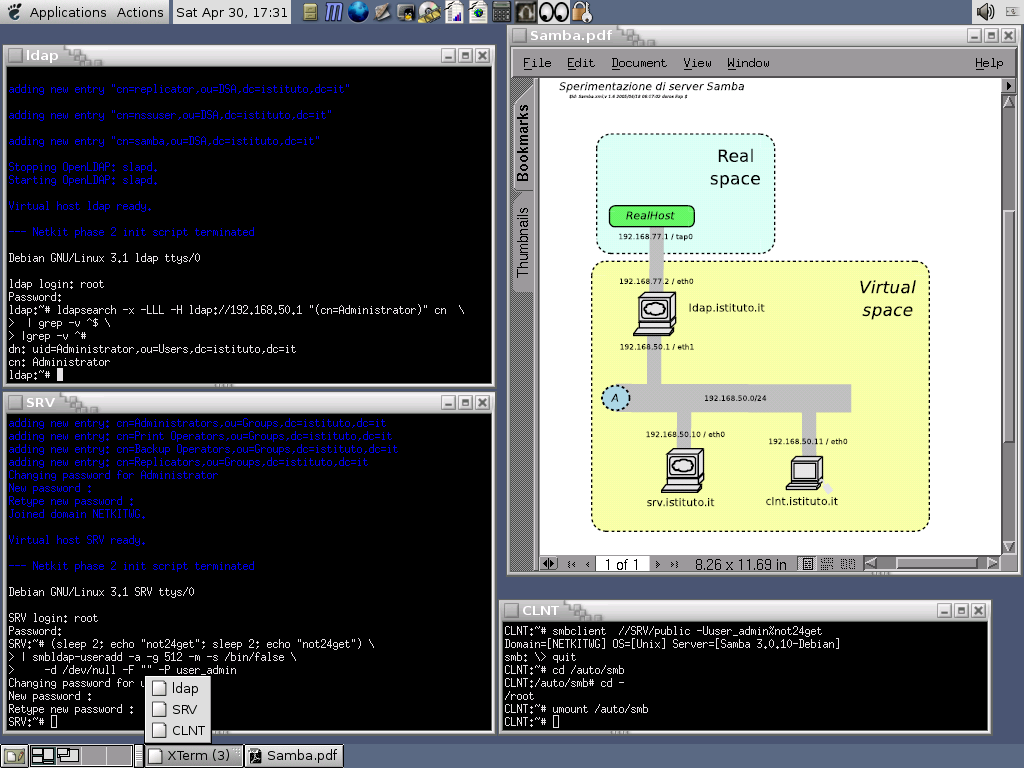 Applications Actions Sat Apr 30, 17:31
ldap
adding new entry "cn=replicator,ou=DSA,dc=istituto,dc=it"
adding new entry "cn=nssuser,ou=DSA,dc=istituto,dc=it"
adding new entry "cn=samba,ou=DSA,dc=istituto,dc=it"
Stopping OpenLDAP: slapd.
Starting OpenLDAP: slapd.
Virtual host ldap ready.
--- Netkit phase 2 init script terminated
Debian GNU/Linux 3.1 ldap ttys/0
ldap login: root
Password:
ldap:~# ldapsearch -x -LLL -H ldap://192.168.50.1 "(cn=Administrator)" cn \
> | grep -v ^$ \
> |grep -v ^#
dn: uid=Administrator,ou=Users,dc=istituto,dc=it
cn: Administrator
ldap:~#
SRV
adding new entry: cn=Administrators,ou=Groups,dc=istituto,dc=it
adding new entry: cn=Print Operators,ou=Groups,dc=istituto,dc=it
adding new entry: cn=Backup Operators,ou=Groups,dc=istituto,dc=it
adding new entry: cn=Replicators,ou=Groups,dc=istituto,dc=it
Changing password for Administrator
New password :
Retype new password :
Joined domain NETKITWG.
Virtual host SRV ready.
--- Netkit phase 2 init script terminated
Debian GNU/Linux 3.1 SRV ttys/0
SRV login: root
Password:
SRV:~# (sleep 2; echo "not24get"; sleep 2; echo "not24get") \
> | smbldap-useradd -a -g 512 -m -s /bin/false \
> -d /dev/null -F "" -P user_admin
Changing password for u
New password :
Retype new password :
SRV:~#
ldap
SRV
CLNT
Samba.pdf
File Edit Document View Window Help
Bookmarks
Thumbnails
Sperimentazione di server Samba
Real
space
RealHost
192.168.77.1 / tap0
Virtual
space
192.168.77.2 / eth0
ldap.istituto.it
192.168.50.1 / eth1
A
192.168.50.0/24
192.168.50.10 / eth0
192.168.50.11 / eth0
srv.istituto.it
clnt.istituto.it
1 of 1 8.26 x 11.69 in
CLNT
CLNT:~# smbclient //SRV/public -Uuser_admin%not24get
Domain=[NETKITWG] OS=[Unix] Server=[Samba 3.0.10-Debian]
smb: \> quit
CLNT:~# cd /auto/smb
CLNT:/auto/smb# cd -
/root
CLNT:~# umount /auto/smb
CLNT:~#
XTerm (3) Samba.pdf